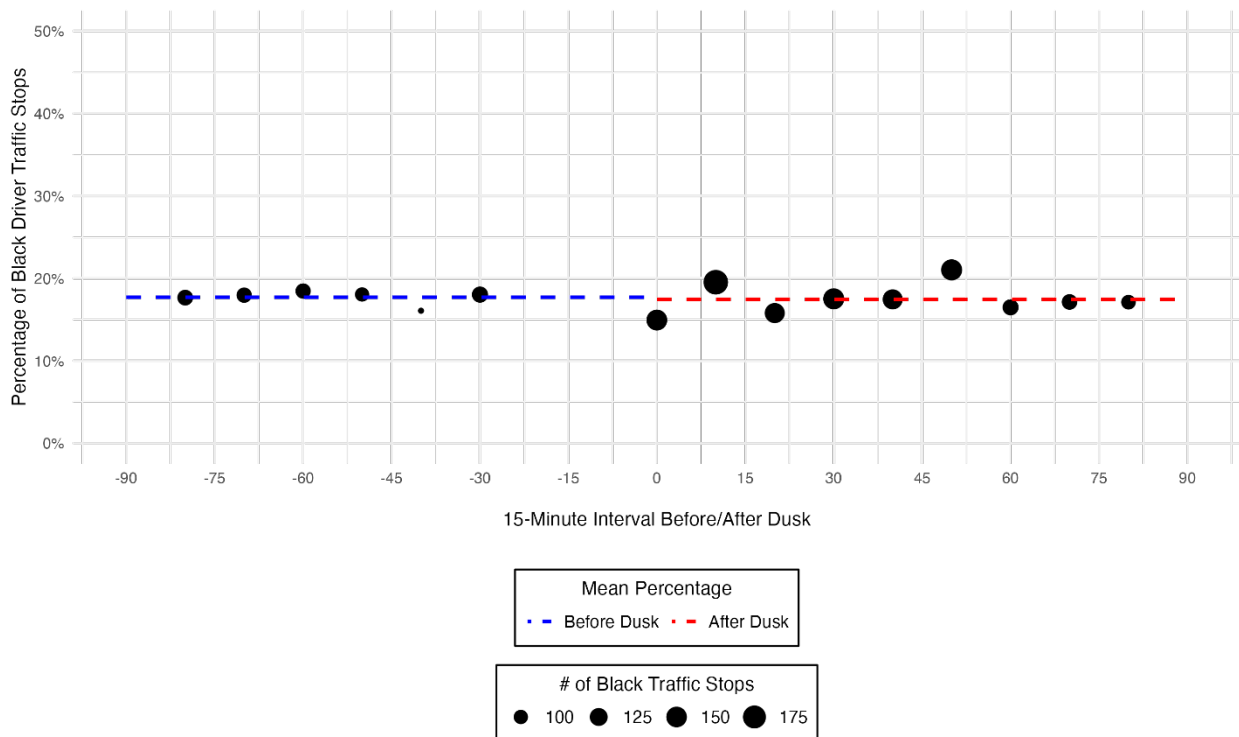 Percentage of Black Driver Traffic Stops
50%
40%
30%
20%
10%
0%
-90 -75 -60 -45 -30 -15 0 15 30 45 60 75 90
15-Minute Interval Before/After Dusk
Mean Percentage
Before Dusk After Dusk
# of Black Traffic Stops
100 125 150 175